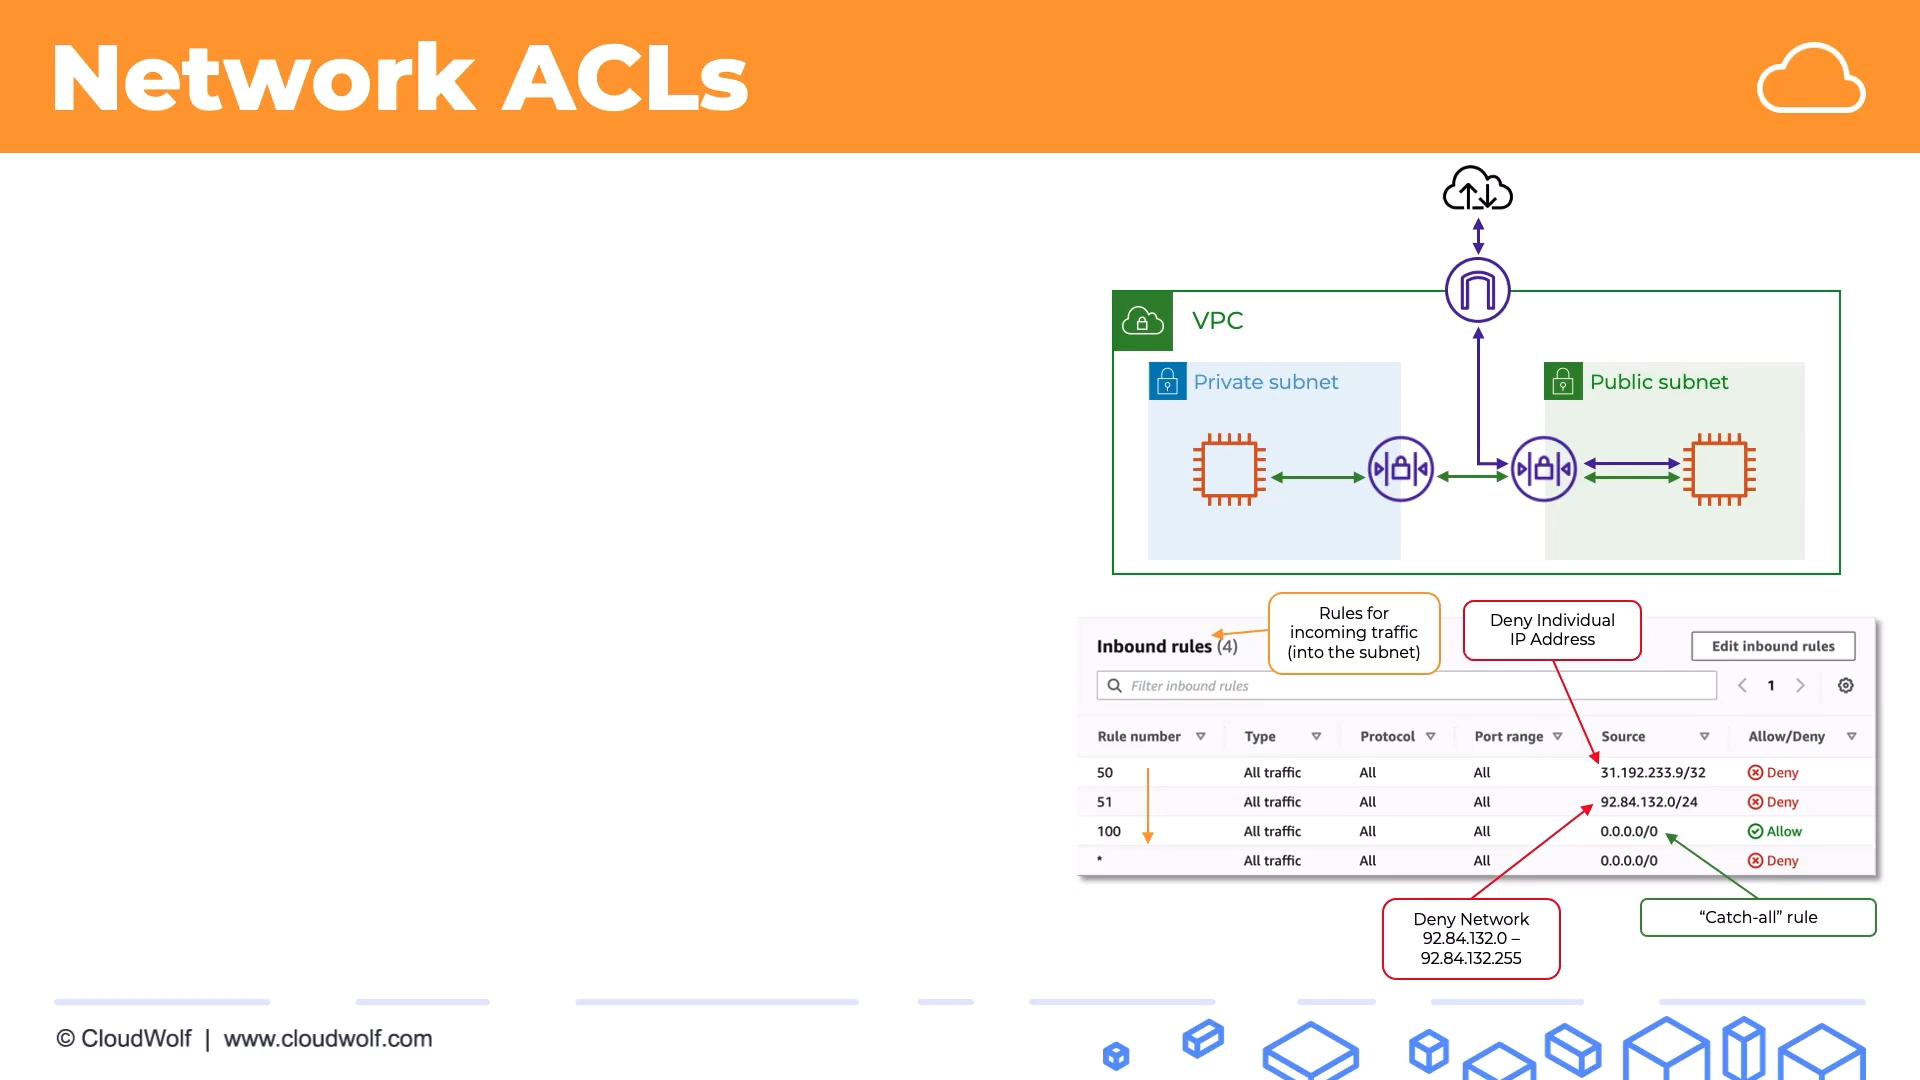 Network ACLs
VPC
Private subnet
Public subnet
Rules for
incoming traffic
(into the subnet)
Deny Individual
IP Address
Inbound rules (4)
Edit inbound rules
Filter inbound rules
1
Rule number Type Protocol Port range Source Allow/Deny
50 All traffic All All 31.192.233.9/32 Deny
51 All traffic All All 92.84.132.0/24 Deny
100 All traffic All All 0.0.0.0/0 Allow
* All traffic All All 0.0.0.0/0 Deny
Deny Network
92.84.132.0 –
92.84.132.255
“Catch-all” rule
© CloudWolf | www.cloudwolf.com